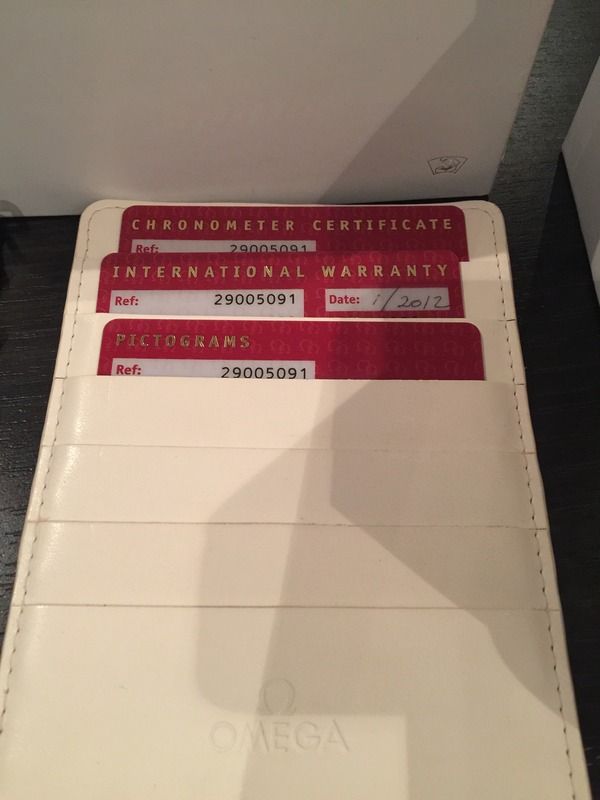 CHRONOMETER CERTIFICATE
Ref: 29005091
INTERNATIONAL WARRANTY
Ref: 29005091 Date: 1/2012
PICTOGRAMS
Ref: 29005091
Ω
OMEGA